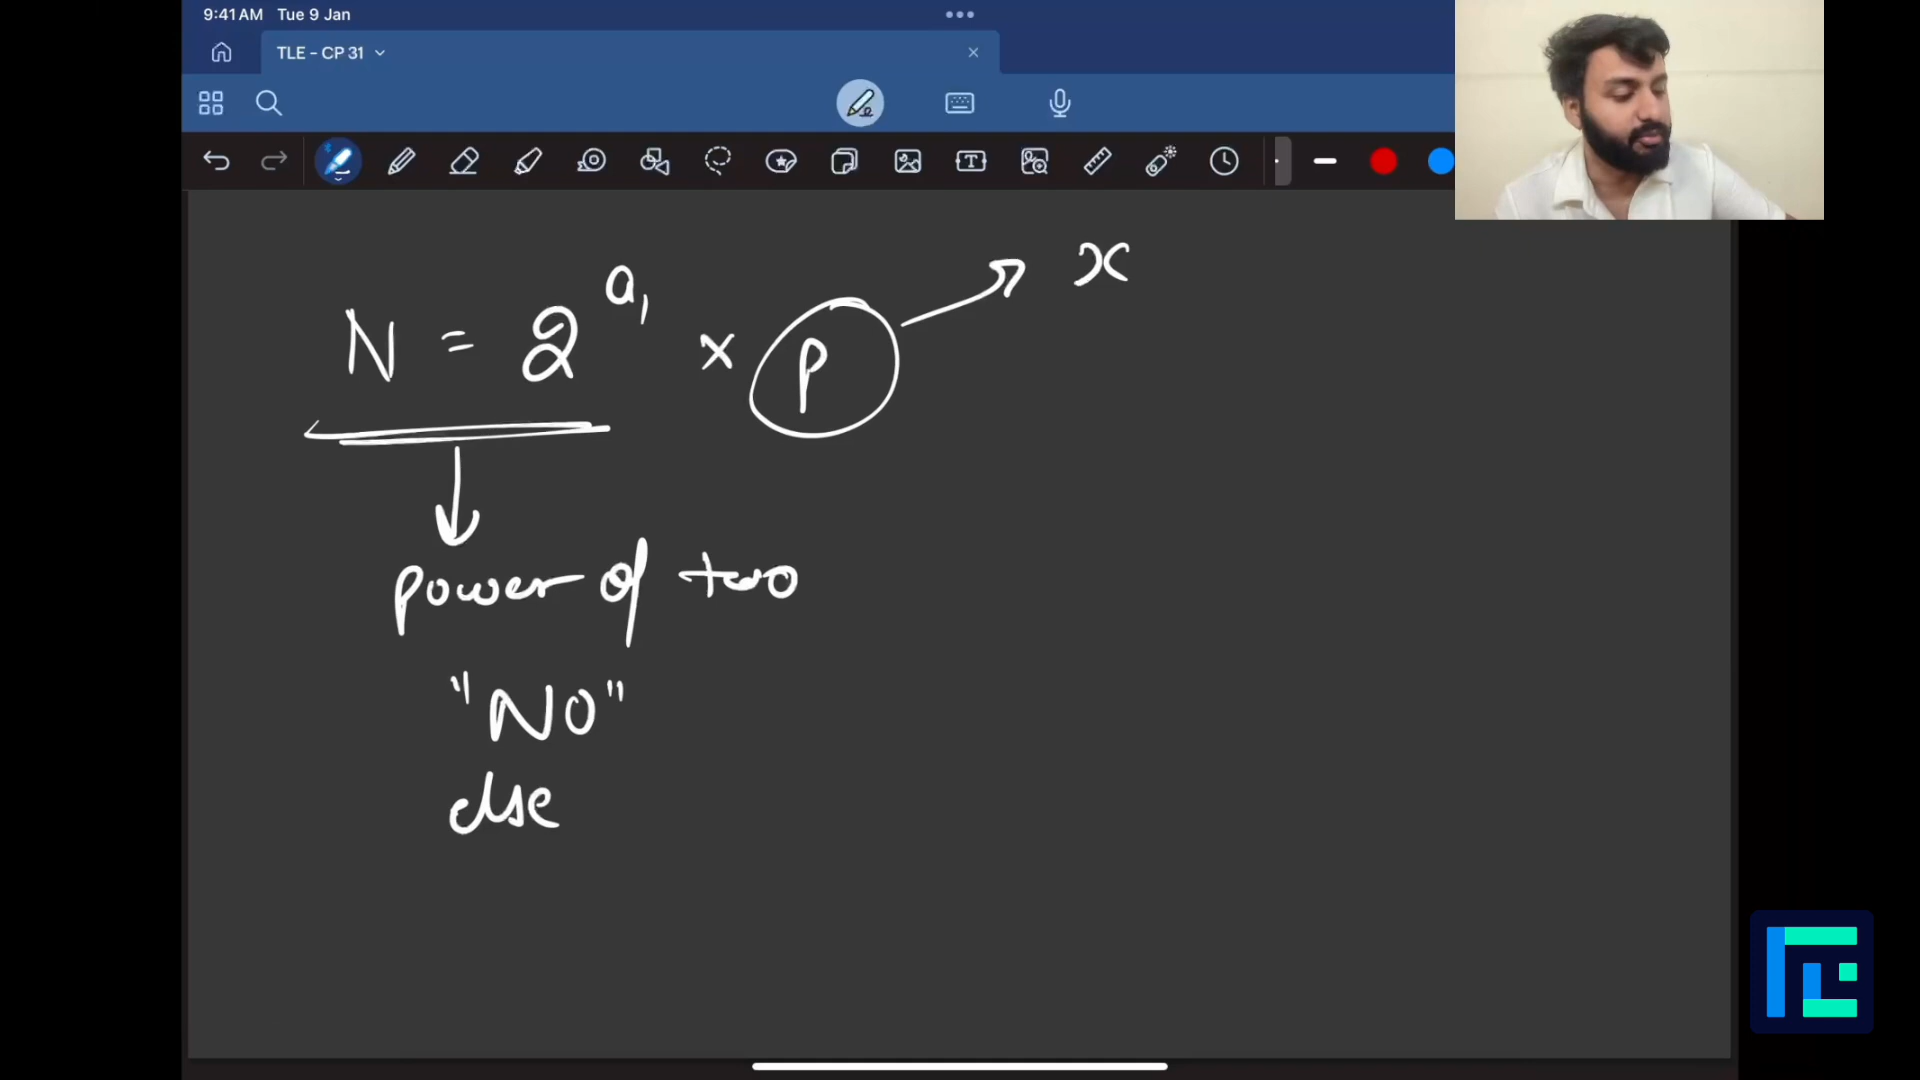 9:41 AM Tue 9 Jan
TLE - CP 31
N = 2^a₁ × p → x
power of two
"NO"
else